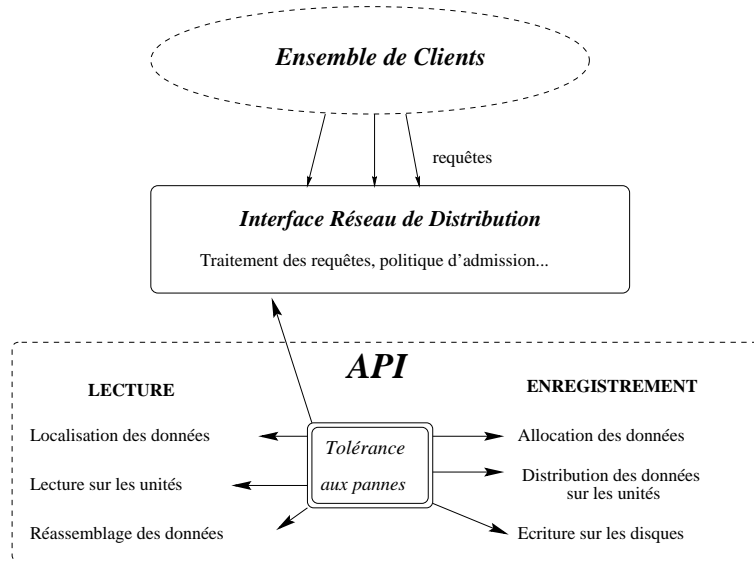 Ensemble de Clients
requêtes
Interface Réseau de Distribution
Traitement des requêtes, politique d'admission...
API
LECTURE
Localisation des données
Lecture sur les unités
Réassemblage des données
Tolérance
aux pannes
ENREGISTREMENT
Allocation des données
Distribution des données
sur les unités
Ecriture sur les disques